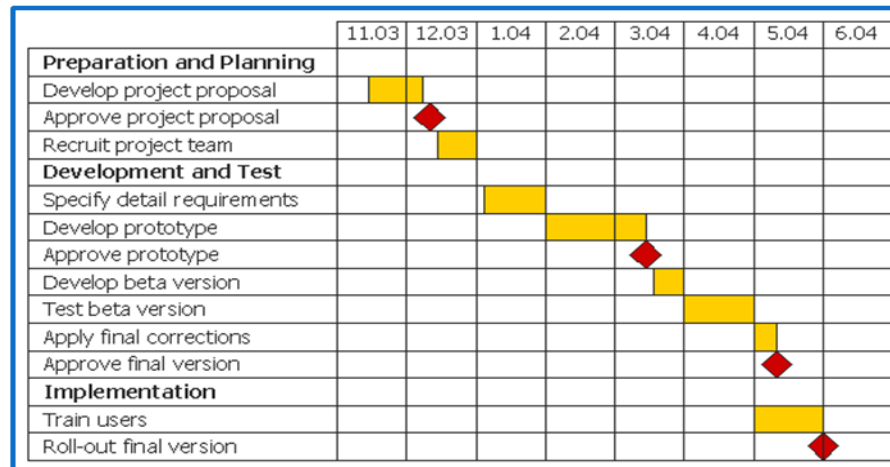 11.03 12.03 1.04 2.04 3.04 4.04 5.04 6.04
Preparation and Planning
Develop project proposal
Approve project proposal
Recruit project team
Development and Test
Specify detail requirements
Develop prototype
Approve prototype
Develop beta version
Test beta version
Apply final corrections
Approve final version
Implementation
Train users
Roll-out final version